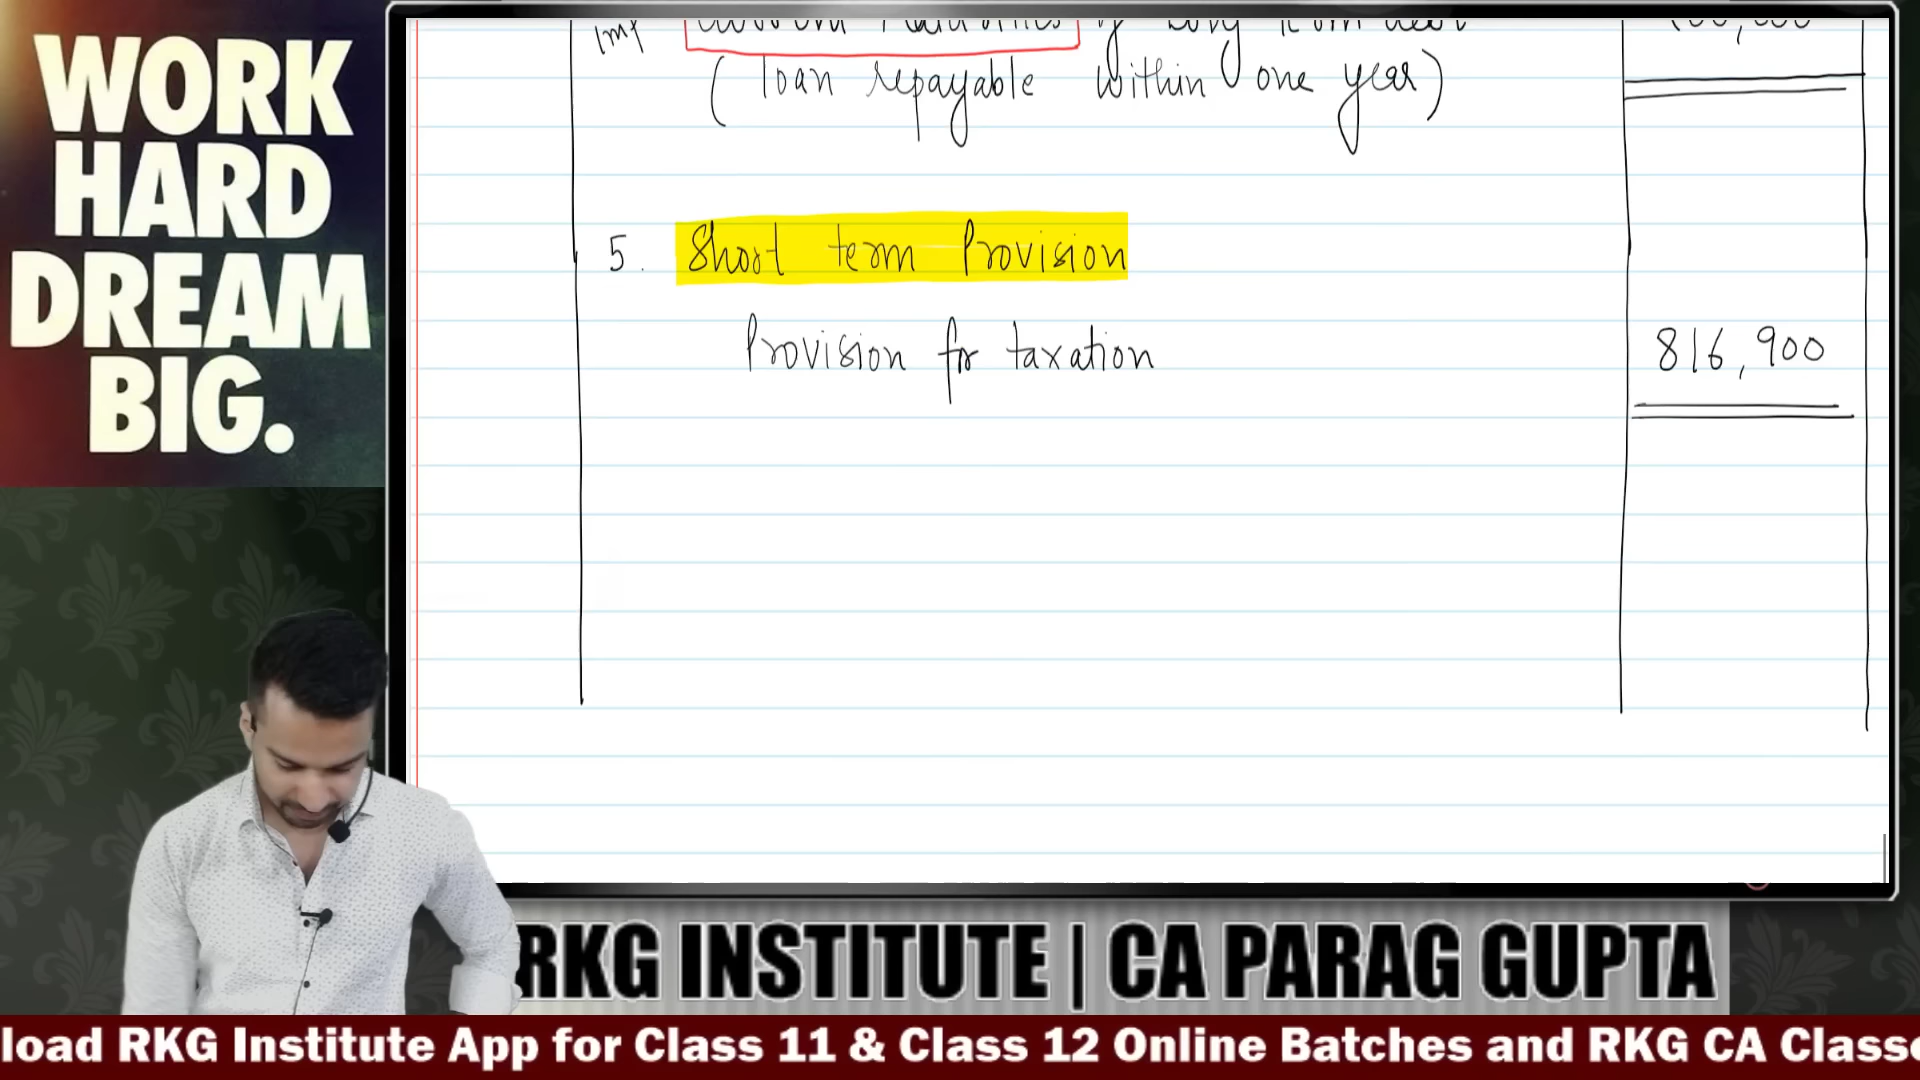 WORK
HARD
DREAM
BIG.
Imp
( loan repayable within one year)
5. Short term Provision
Provision for taxation 816,900
RKG INSTITUTE | CA PARAG GUPTA
load RKG Institute App for Class 11 & Class 12 Online Batches and RKG CA Classe